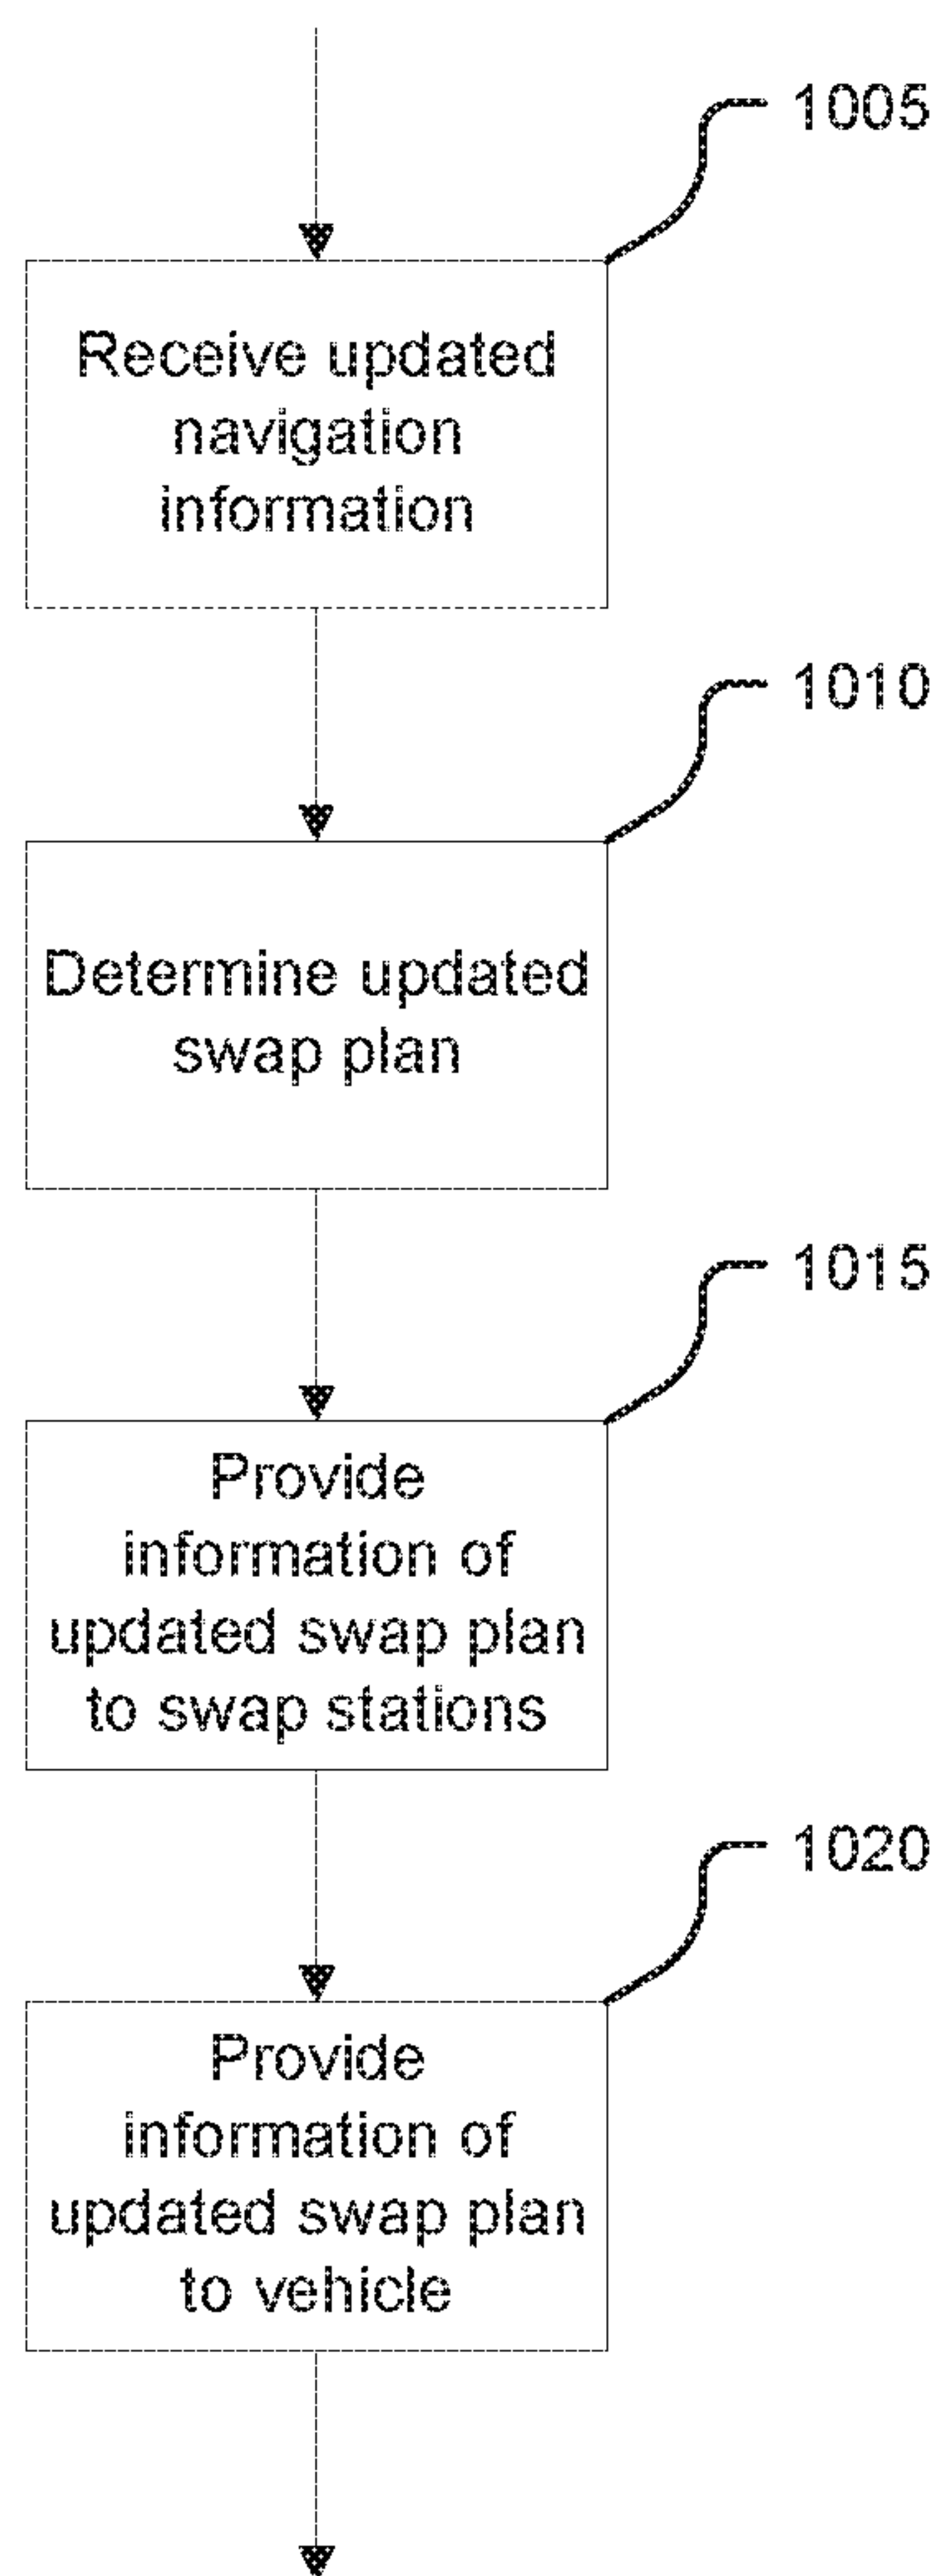 1005
Receive updated
navigation
information
1010
Determine updated
swap plan
1015
Provide
information of
updated swap plan
to swap stations
1020
Provide
information of
updated swap plan
to vehicle